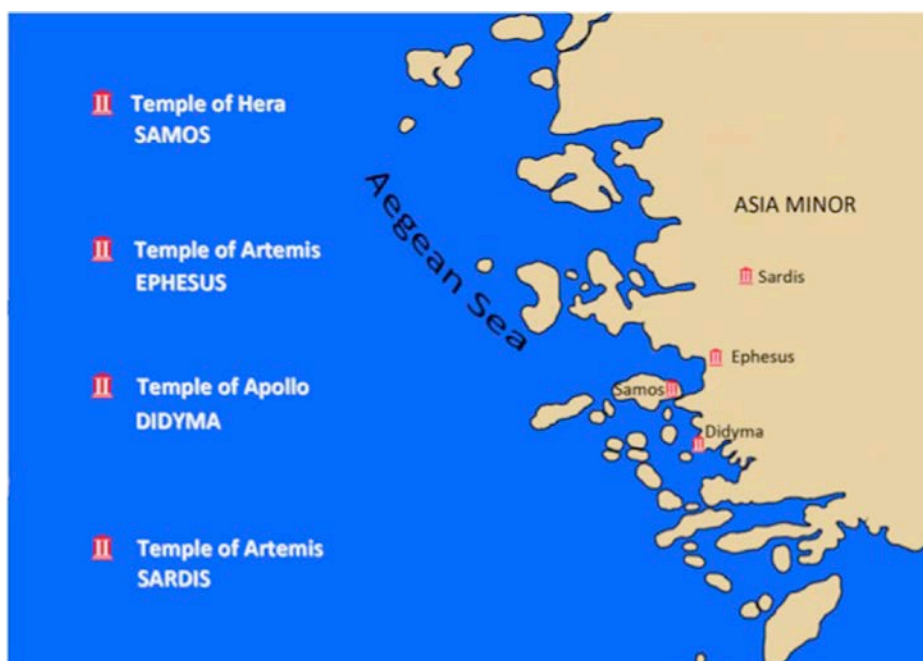 Temple of Hera
SAMOS
Temple of Artemis
EPHESUS
Temple of Apollo
DIDYMA
Temple of Artemis
SARDIS
Aegean Sea
ASIA MINOR
Sardis
Ephesus
Samos
Didyma